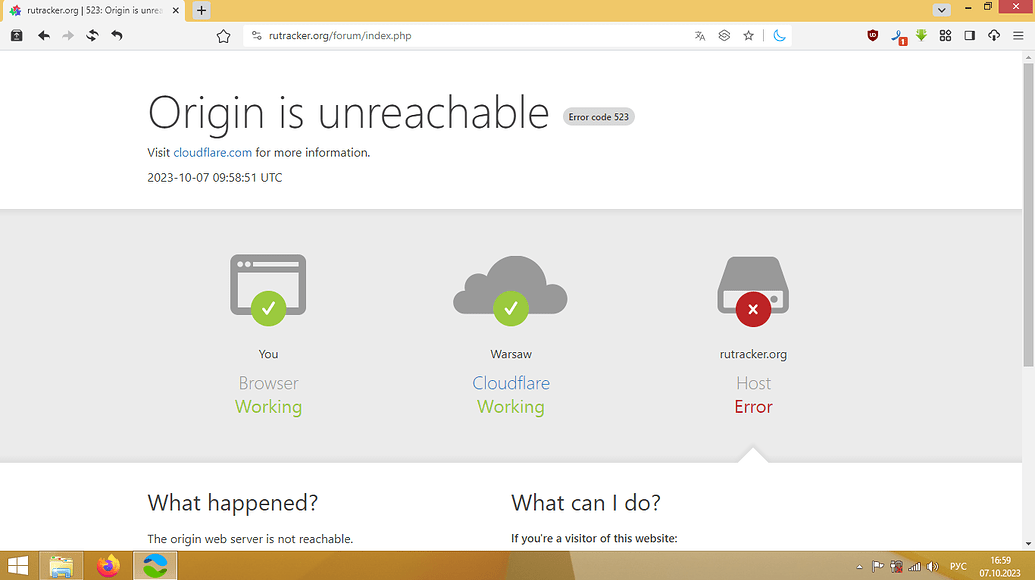 rutracker.org | 523: Origin is unrea
rutracker.org/forum/index.php
1
Origin is unreachable Error code 523
Visit cloudflare.com for more information.
2023-10-07 09:58:51 UTC
You
Browser
Working
Warsaw
Cloudflare
Working
rutracker.org
Host
Error
What happened?
The origin web server is not reachable.
What can I do?
If you're a visitor of this website:
РУС
16:59
07.10.2023